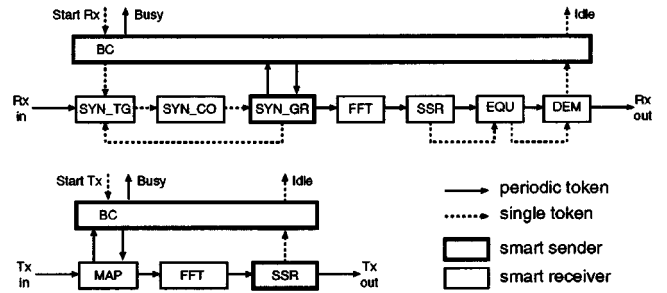 Start Rx Busy Idle
BC
Rx in SYN_TG SYN_CO SYN_GR FFT SSR EQU DEM Rx out
Start Tx Busy Idle
BC
Tx in MAP FFT SSR Tx out
periodic token
single token
smart sender
smart receiver